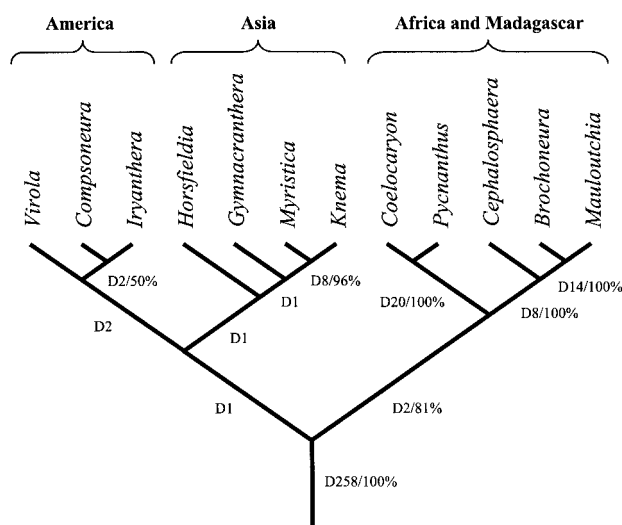 America Asia Africa and Madagascar
Virola Compsoneura Iryanthera Horsfieldia Gymnacranthera Myristica Knema Coelocaryon Pycnanthus Cephalosphaera Brochoneura Mauloutchia
D2/50% D8/96% D14/100%
D20/100% D1 D8/100%
D2 D1
D1 D2/81%
D258/100%